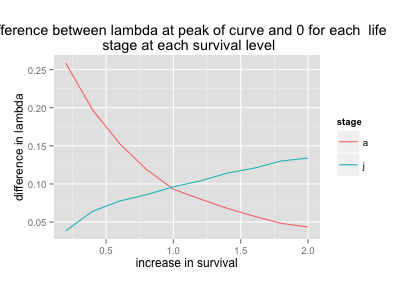 fference between lambda at peak of curve and 0 for each life
stage at each survival level
difference in lambda
0.25
0.20
0.15
0.10
0.05
0.5
1.0
1.5
2.0
increase in survival
stage
a
j